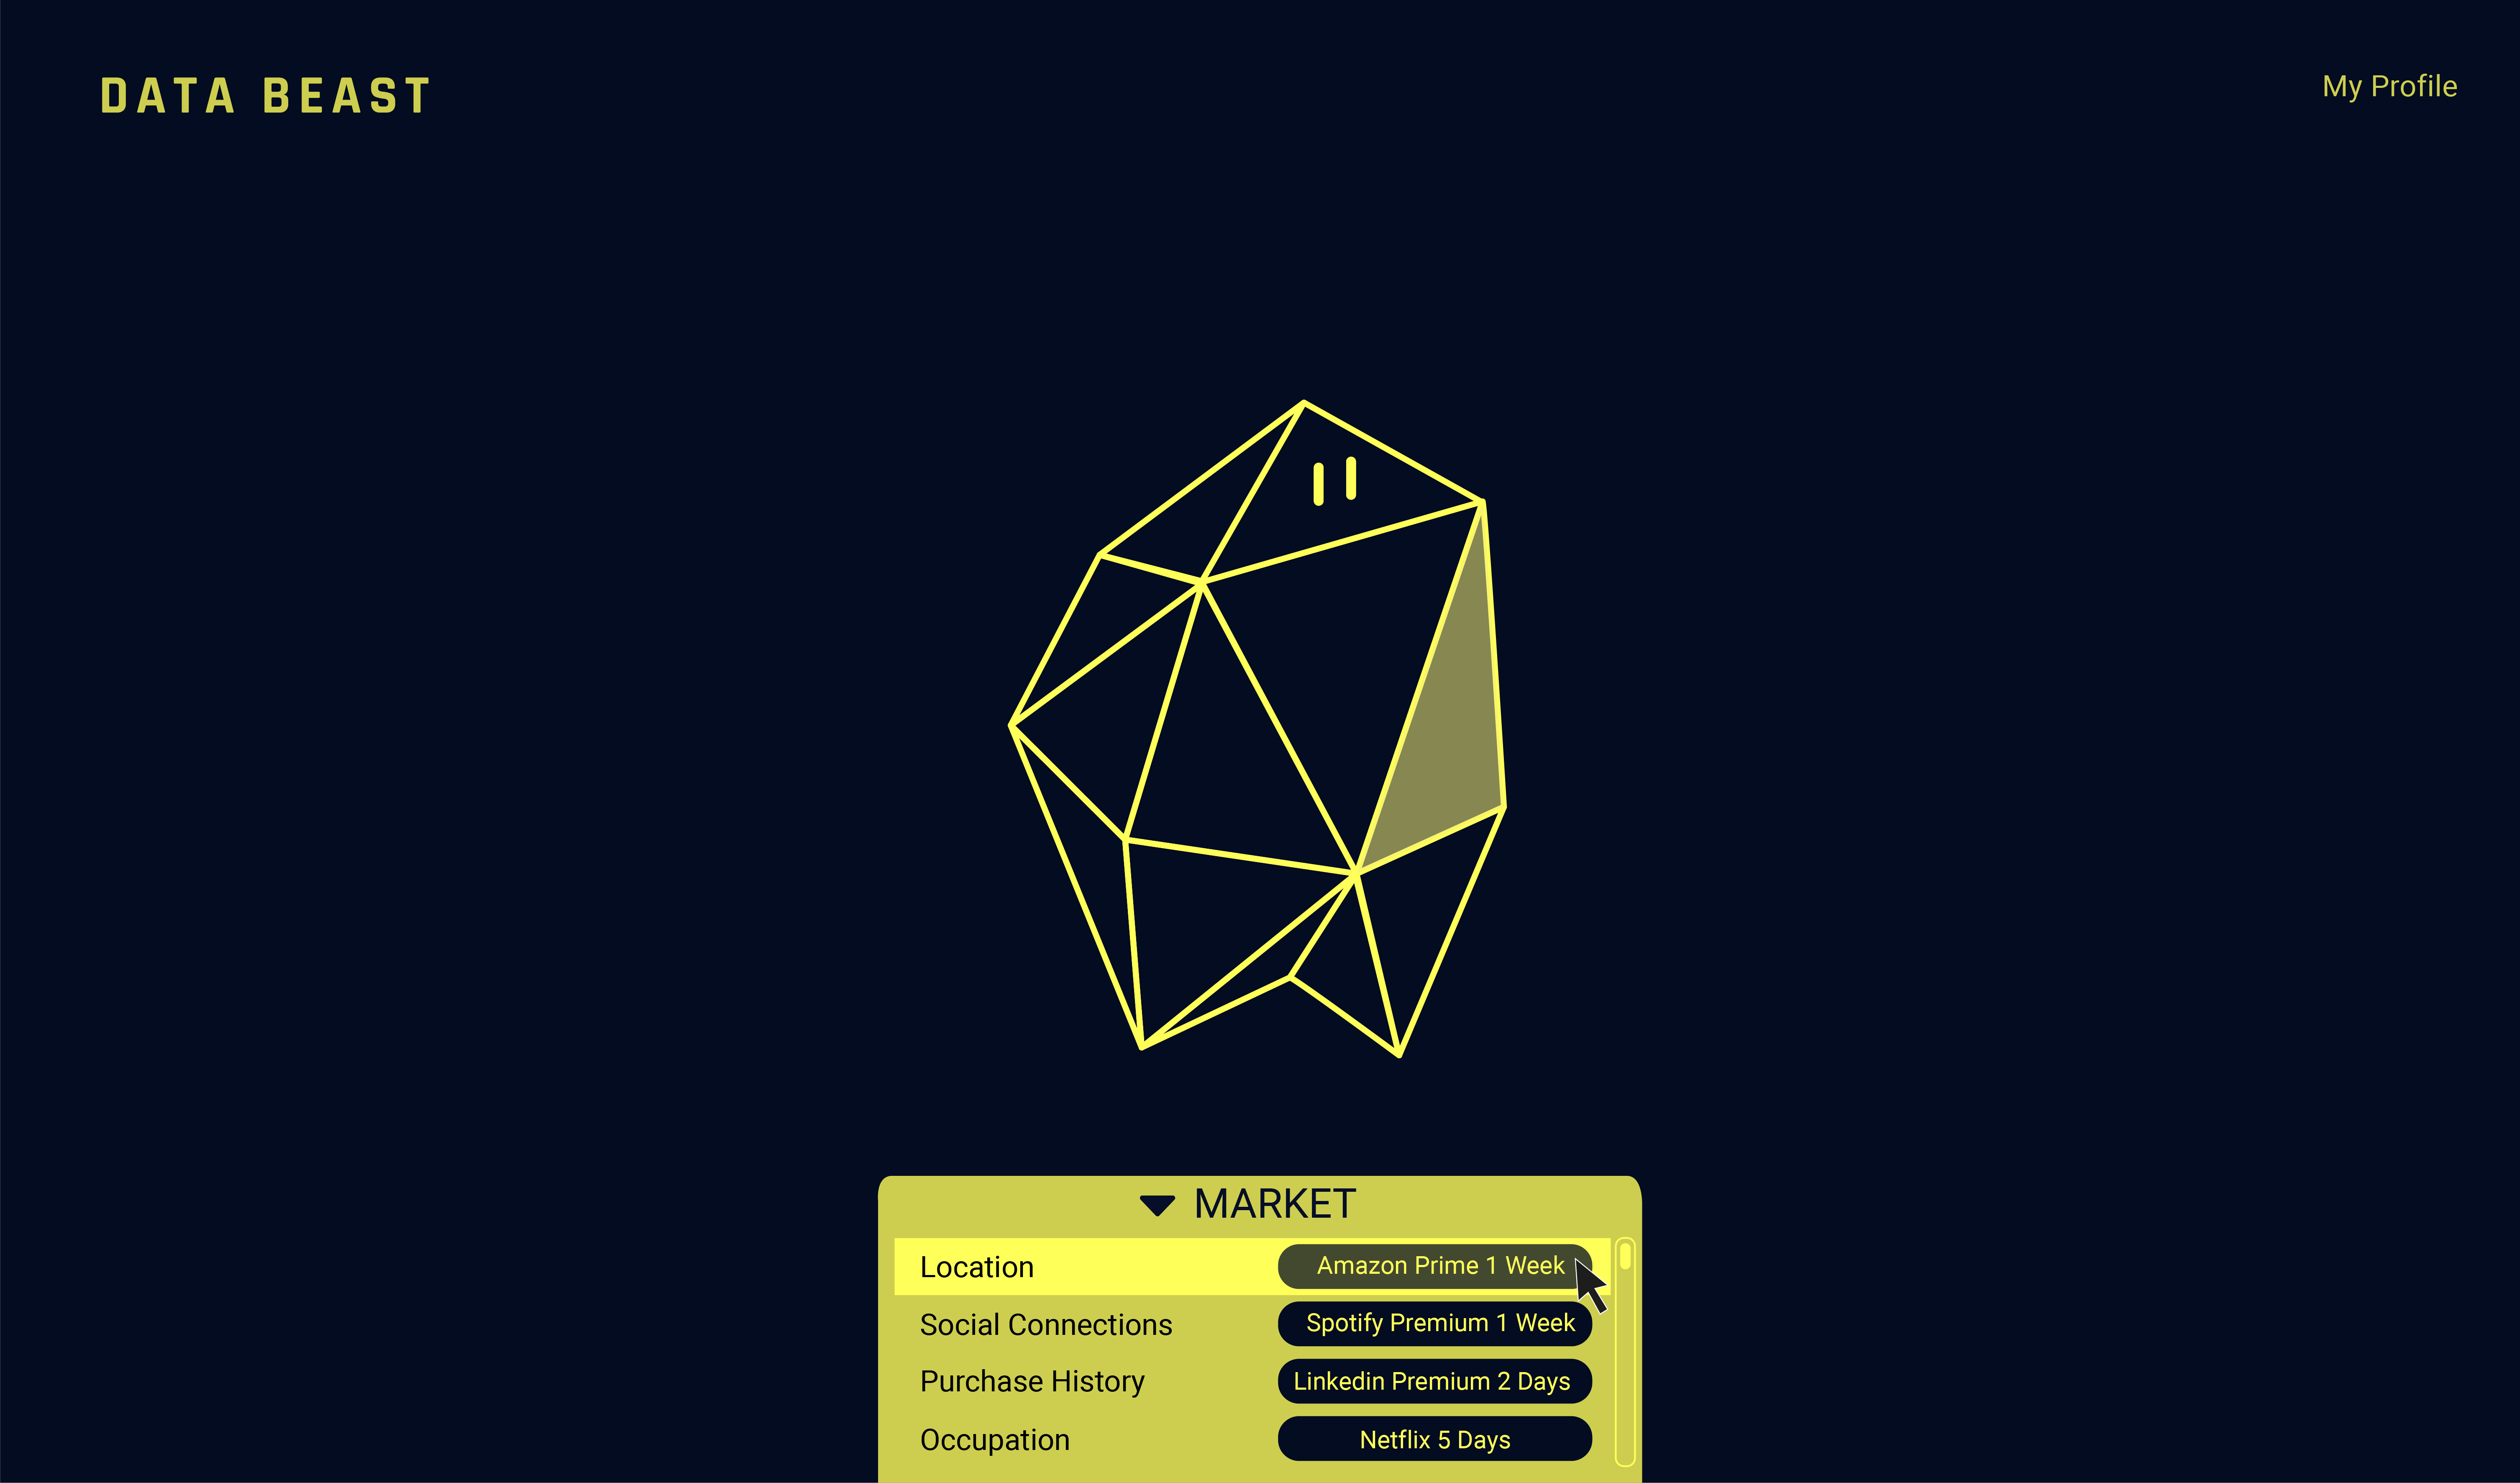 DATA BEAST
My Profile
MARKET
Location
Amazon Prime 1 Week
Social Connections
Spotify Premium 1 Week
Purchase History
Linkedin Premium 2 Days
Occupation
Netflix 5 Days